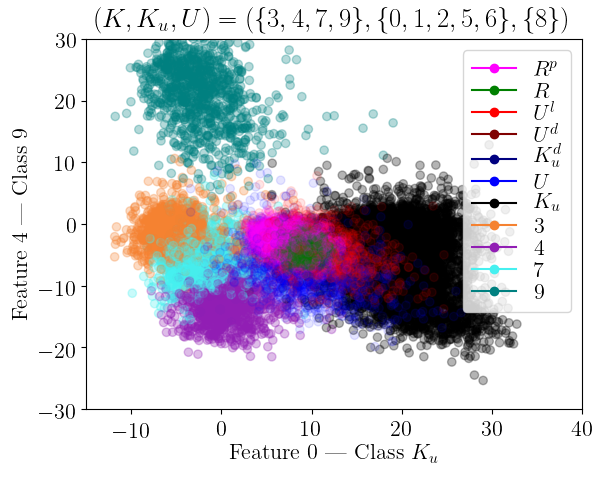 (K, K_u, U) = ({3, 4, 7, 9}, {0, 1, 2, 5, 6}, {8})
30
20
10
0
−10
−20
−30
Feature 4 — Class 9
R^p
R
U^l
U^d
K_u^d
U
K_u
3
4
7
9
−10 0 10 20 30 40
Feature 0 — Class K_u